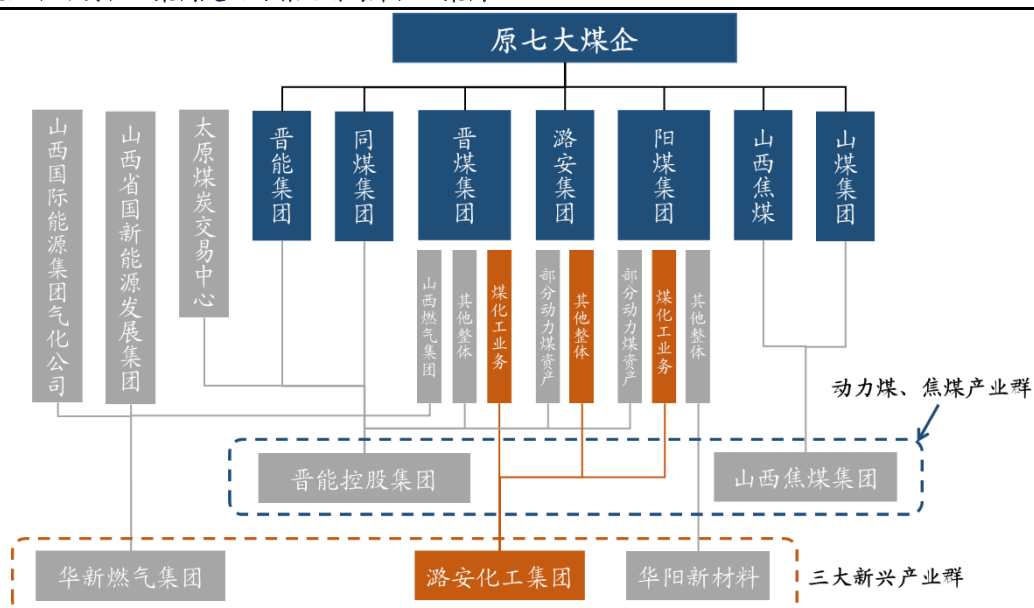 原七大煤企
山西国际能源集团气化公司
山西省国新能源发展集团
太原煤炭交易中心
晋能集团
同煤集团
晋煤集团
潞安集团
阳煤集团
山西焦煤
山煤集团
山西燃气集团
其他整体
煤化工业务
部分动力煤资产
其他整体
部分动力煤资产
煤化工业务
其他整体
动力煤、焦煤产业群
晋能控股集团
山西焦煤集团
华新燃气集团
潞安化工集团
华阳新材料
三大新兴产业群